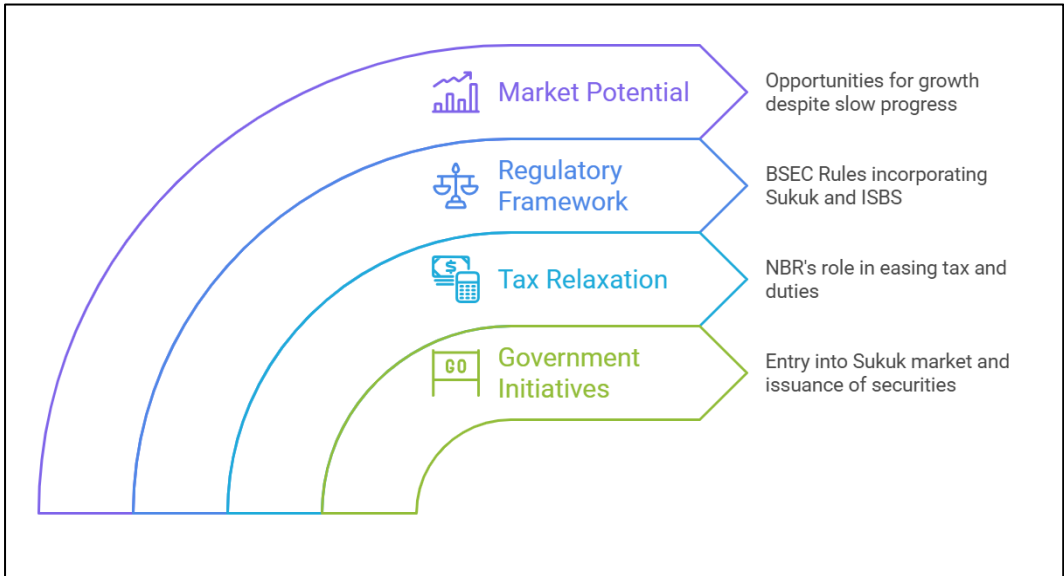 Market Potential
Opportunities for growth
despite slow progress
Regulatory
Framework
BSEC Rules incorporating
Sukuk and ISBS
$
Tax Relaxation
NBR's role in easing tax and
duties
GO
Government
Initiatives
Entry into Sukuk market and
issuance of securities